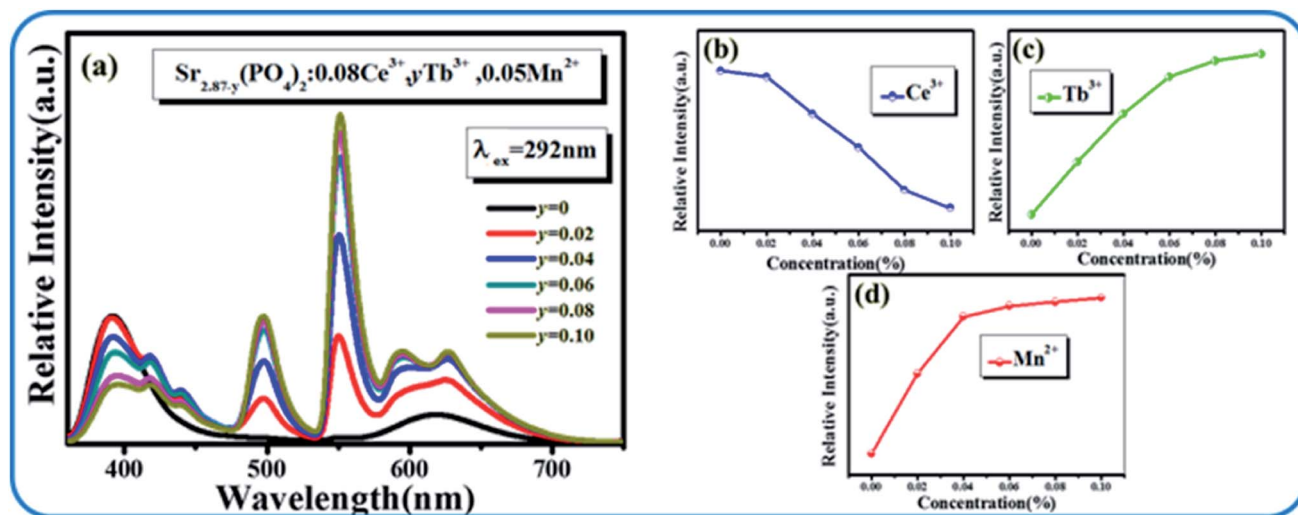 (a)
Sr2.87-y(PO4)2:0.08Ce3+,yTb3+,0.05Mn2+
λex=292nm
y=0
y=0.02
y=0.04
y=0.06
y=0.08
y=0.10
Relative Intensity(a.u.)
400 500 600 700
Wavelength(nm)
(b)
Ce3+
Relative Intensity(a.u.)
0.00 0.02 0.04 0.06 0.08 0.10
Concentration(%)
(c)
Tb3+
Relative Intensity(a.u.)
0.00 0.02 0.04 0.06 0.08 0.10
Concentration(%)
(d)
Mn2+
Relative Intensity(a.u.)
0.00 0.02 0.04 0.06 0.08 0.10
Concentration(%)